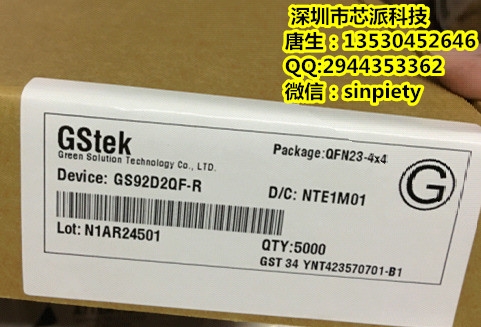 深圳市芯派科技
唐生：13530452646
QQ:2944353362
微信：sinpiety
GStek
Green Solution Technology Co., LTD.
Package:QFN23-4x4
Device: GS92D2QF-R
D/C: NTE1M01
G
Lot: N1AR24501
QTY:5000
GST 34 YNT423570701-B1